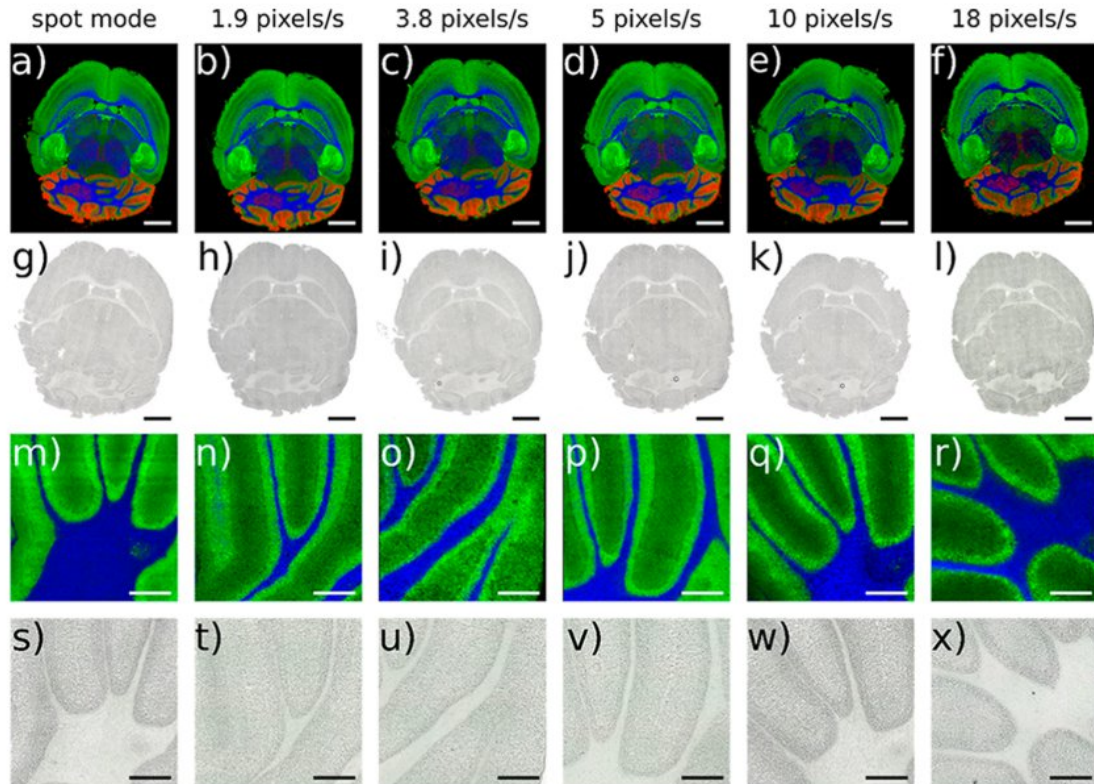 spot mode 1.9 pixels/s 3.8 pixels/s 5 pixels/s 10 pixels/s 18 pixels/s
a) b) c) d) e) f)
g) h) i) j) k) l)
m) n) o) p) q) r)
s) t) u) v) w) x)